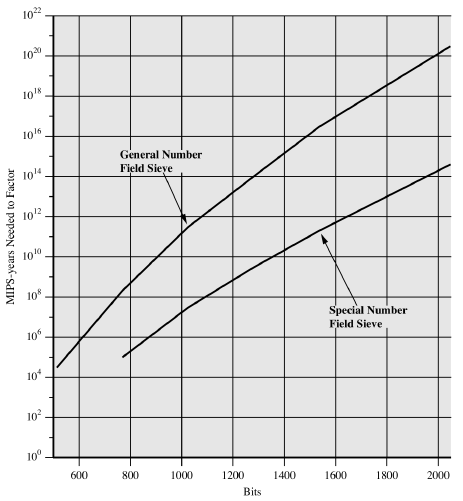 10^22
10^20
10^18
10^16
10^14
10^12
10^10
10^8
10^6
10^4
10^2
10^0
MIPS-years Needed to Factor
General Number
Field Sieve
Special Number
Field Sieve
600 800 1000 1200 1400 1600 1800 2000
Bits